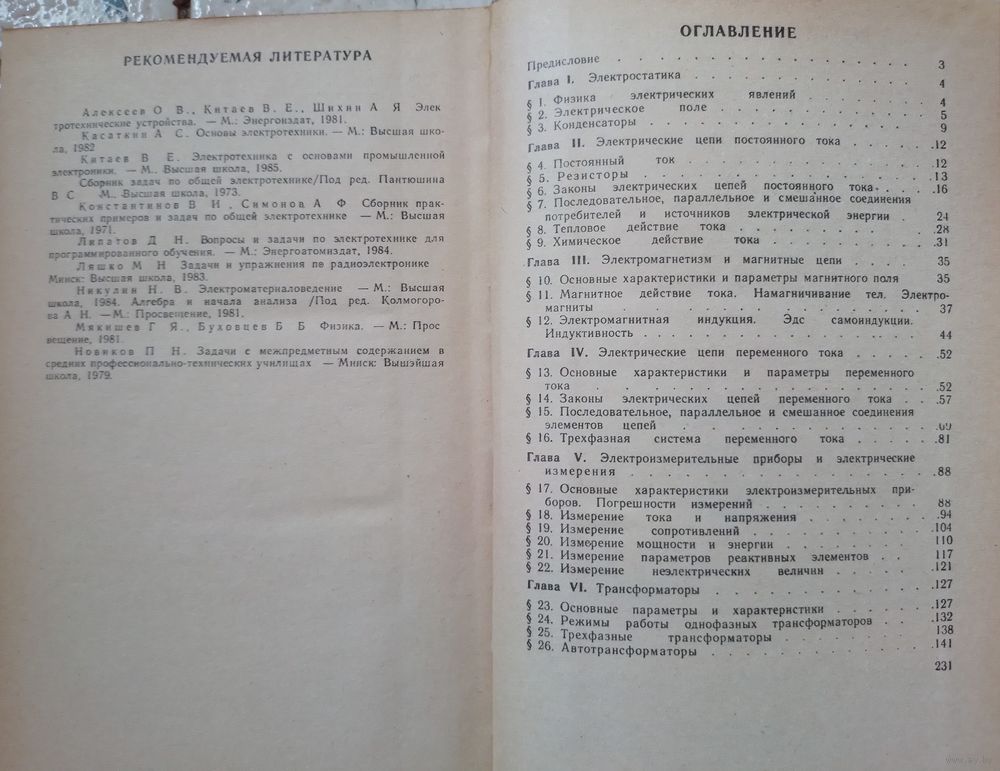 РЕКОМЕНДУЕМАЯ ЛИТЕРАТУРА
Алексеев О В., Китаев В. Е., Шихин А Я Элек
тротехнические устройства. — М.: Энергоиздат, 1981.
Касаткин А С. Основы электротехники. — М.: Высшая шко-
ла, 1982
Китаев В Е. Электротехника с основами промышленной
электроники. — М.. Высшая школа, 1985.
Сборник задач по общей электротехнике/Под ред. Пантюшина
В С М.. Высшая школа, 1973.
Константинов В И, Симонов А Ф Сборник прак-
тических примеров и задач по общей электротехнике — М.: Высшая
школа, 1971.
Липатов Д Н. Вопросы и задачи по электротехнике для
программированного обучения. — М.: Энергоатомиздат, 1984.
Ляшко М Н Задачи и упражнения пе радиоэлектронике
Минск: Высшая школа, 1983.
Никулин Н. В. Электроматериаловедение — М.: Высшая
школа, 1984. Алгебра и начала анализа /Под ред. Колмогоро-
ва А Н. —М.: Просвещение, 1981.
Мякишев Г Я., Буховцев Б Б Физика. — М.: Прос
вещение, 1981.
Новиков П Н. Задачи с межпредметным содержанием в
средних профессионально-технических училищах — Минск: Вышэйшая
школа, 1979.
ОГЛАВЛЕНИЕ
Предисловие . . . . . . . . . . . 3
Глава I. Электростатика . . . . . . . . . 4
§ 1. Физика электрических явлений . . . . 4
§ 2. Электрическое поле . . . . . . . 5
§ 3. Конденсаторы . . . . . . . . . 9
Глава II. Электрические цепи постоянного тока . . . .12
§ 4. Постоянный ток . . . . . . . . .12
§ 5. Резисторы . . . . . . . . . .13
§ 6. Законы электрических цепей постоянного тока. . . .16
§ 7. Последовательное, параллельное и смешанное соединения
потребителей и источников электрической энергии . 24
§ 8. Тепловое действие тока . . . . . . .28
§ 9. Химическое действие тока . . . . . .31
Глава III. Электромагнетизм и магнитные цепи . . . . 35
§ 10. Основные характеристики и параметры магнитного поля 35
§ 11. Магнитное действие тока. Намагничивание тел. Электро-
магниты . . . . . . . . . . . 37
§ 12. Электромагнитная индукция. Эдс самоиндукции.
Индуктивность . . . . . . . . . . 44
Глава IV. Электрические цепи переменного тока . . . .52
§ 13. Основные характеристики и параметры переменного
тока . . . . . . . . . . . .52
§ 14. Законы электрических цепей переменного тока . . .57
§ 15. Последовательное, параллельное и смешанное соединения
элементов цепей . . . . . . . . .69
§ 16. Трехфазная система переменного тока . . . . .81
Глава V. Электроизмерительные приборы и электрические
измерения . . . . . . . . . . .88
§ 17. Основные характеристики электроизмерительных при-
боров. Погрешности измерений . . . . . . 88
§ 18. Измерение тока и напряжения . . . . . .94
§ 19. Измерение сопротивлений . . . . . . .104
§ 20. Измерение мощности и энергии . . . . . 110
§ 21. Измерение параметров реактивных элементов . . 117
§ 22. Измерение неэлектрических величин . . . . .121
Глава VI. Трансформаторы . . . . . . . . .127
§ 23. Основные параметры и характеристики . . . . .127
§ 24. Режимы работы однофазных трансформаторов . . .132
§ 25. Трехфазные трансформаторы . . . . . . 138
§ 26. Автотрансформаторы . . . . . . . . .141
231